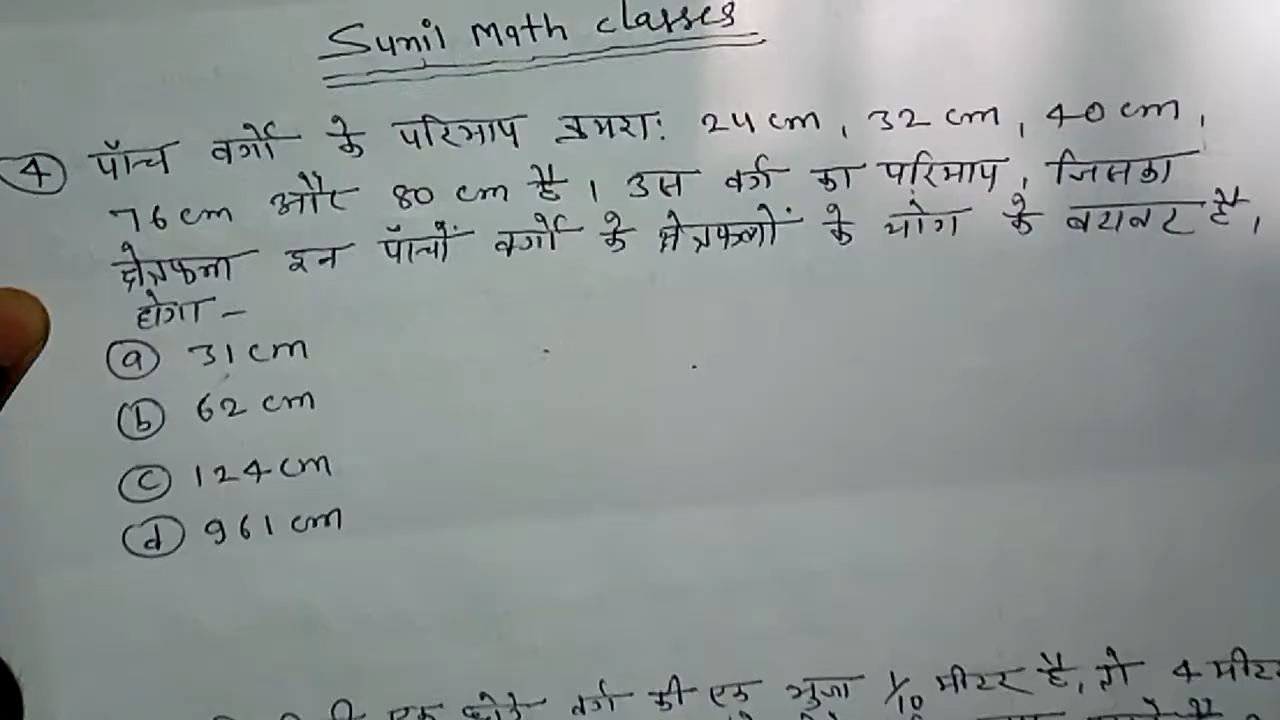 Sunil Math classes
④ पाँच वर्गो के परिमाप क्रमशः 24 cm, 32 cm, 40 cm,
76 cm और 80 cm है। उस वर्ग का परिमाप, जिसका
क्षेत्रफल इन पाँचों वर्गो के क्षेत्रफलों के योग के बराबर है,
होगा -
ⓐ 31 cm
ⓑ 62 cm
ⓒ 124 cm
ⓓ 961 cm
एक छोटे वर्ग की एक भुजा 1/10 मीटर है, तो 4 मीटर